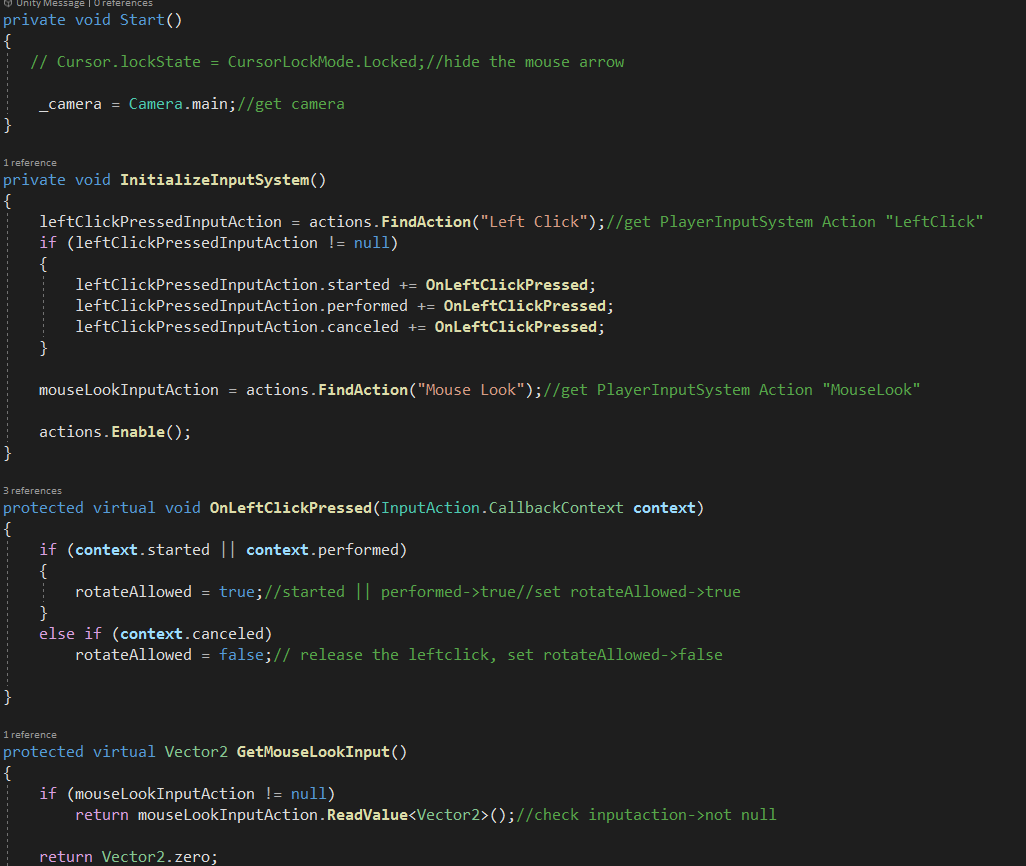 Unity Message | 0 references
private void Start()
{
// Cursor.lockState = CursorLockMode.Locked;//hide the mouse arrow
_camera = Camera.main;//get camera
}
1 reference
private void InitializeInputSystem()
{
leftClickPressedInputAction = actions.FindAction("Left Click");//get PlayerInputSystem Action "LeftClick"
if (leftClickPressedInputAction != null)
{
leftClickPressedInputAction.started += OnLeftClickPressed;
leftClickPressedInputAction.performed += OnLeftClickPressed;
leftClickPressedInputAction.canceled += OnLeftClickPressed;
}
mouseLookInputAction = actions.FindAction("Mouse Look");//get PlayerInputSystem Action "MouseLook"
actions.Enable();
}
3 references
protected virtual void OnLeftClickPressed(InputAction.CallbackContext context)
{
if (context.started || context.performed)
{
rotateAllowed = true;//started || performed->true//set rotateAllowed->true
}
else if (context.canceled)
rotateAllowed = false;// release the leftclick, set rotateAllowed->false
}
1 reference
protected virtual Vector2 GetMouseLookInput()
{
if (mouseLookInputAction != null)
return mouseLookInputAction.ReadValue<Vector2>();//check inputaction->not null
return Vector2.zero;